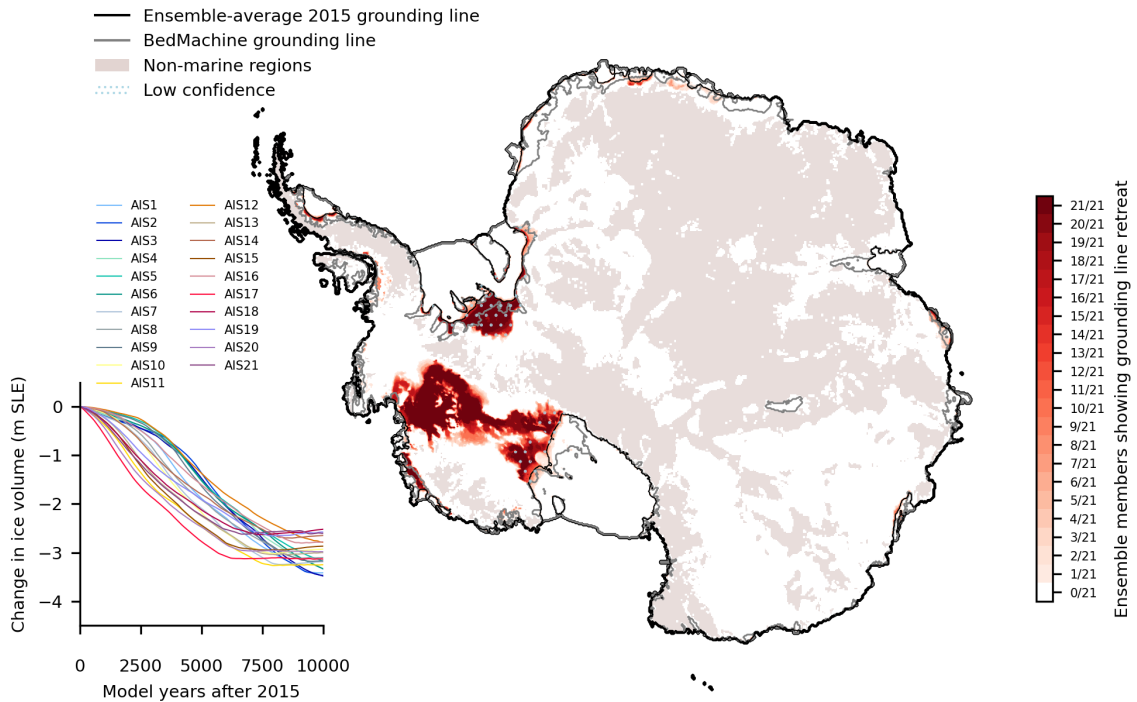 Ensemble-average 2015 grounding line
BedMachine grounding line
Non-marine regions
Low confidence
AIS1
AIS2
AIS3
AIS4
AIS5
AIS6
AIS7
AIS8
AIS9
AIS10
AIS11
AIS12
AIS13
AIS14
AIS15
AIS16
AIS17
AIS18
AIS19
AIS20
AIS21
Change in ice volume (m SLE)
0
−1
−2
−3
−4
0 2500 5000 7500 10000
Model years after 2015
21/21
20/21
19/21
18/21
17/21
16/21
15/21
14/21
13/21
12/21
11/21
10/21
9/21
8/21
7/21
6/21
5/21
4/21
3/21
2/21
1/21
0/21
Ensemble members showing grounding line retreat